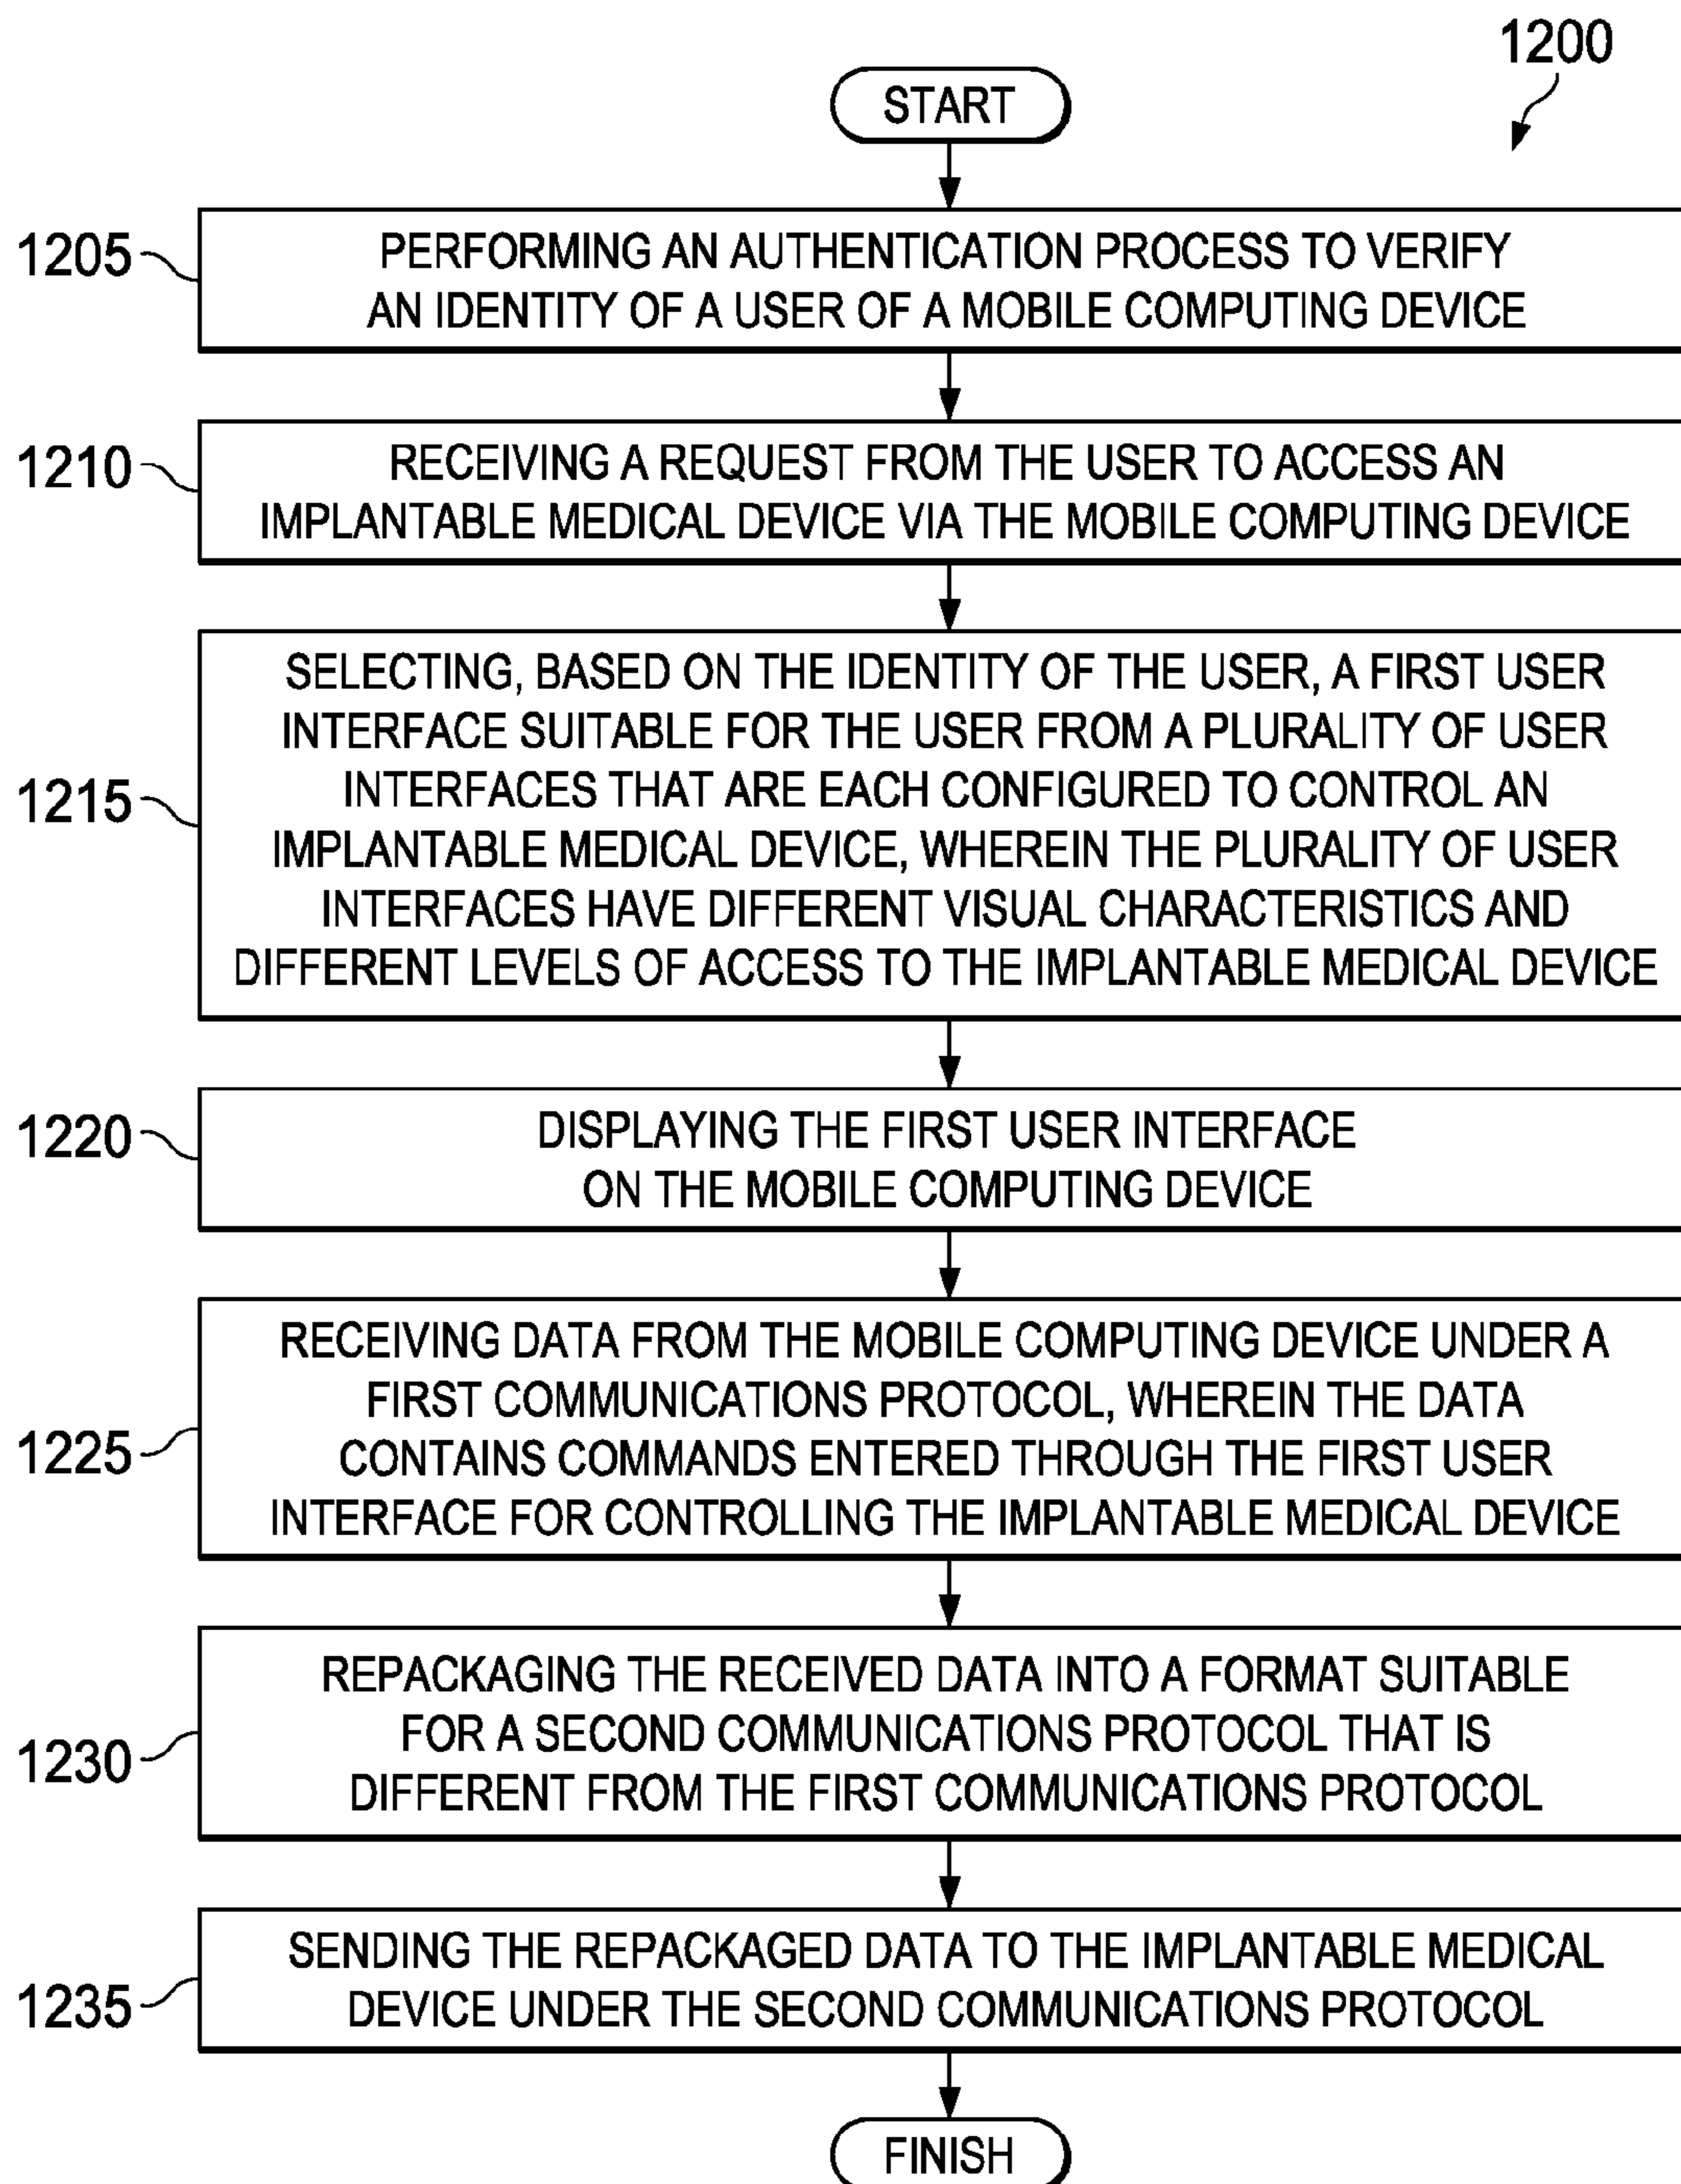 1200
START
1205
PERFORMING AN AUTHENTICATION PROCESS TO VERIFY
AN IDENTITY OF A USER OF A MOBILE COMPUTING DEVICE
1210
RECEIVING A REQUEST FROM THE USER TO ACCESS AN
IMPLANTABLE MEDICAL DEVICE VIA THE MOBILE COMPUTING DEVICE
1215
SELECTING, BASED ON THE IDENTITY OF THE USER, A FIRST USER
INTERFACE SUITABLE FOR THE USER FROM A PLURALITY OF USER
INTERFACES THAT ARE EACH CONFIGURED TO CONTROL AN
IMPLANTABLE MEDICAL DEVICE, WHEREIN THE PLURALITY OF USER
INTERFACES HAVE DIFFERENT VISUAL CHARACTERISTICS AND
DIFFERENT LEVELS OF ACCESS TO THE IMPLANTABLE MEDICAL DEVICE
1220
DISPLAYING THE FIRST USER INTERFACE
ON THE MOBILE COMPUTING DEVICE
1225
RECEIVING DATA FROM THE MOBILE COMPUTING DEVICE UNDER A
FIRST COMMUNICATIONS PROTOCOL, WHEREIN THE DATA
CONTAINS COMMANDS ENTERED THROUGH THE FIRST USER
INTERFACE FOR CONTROLLING THE IMPLANTABLE MEDICAL DEVICE
1230
REPACKAGING THE RECEIVED DATA INTO A FORMAT SUITABLE
FOR A SECOND COMMUNICATIONS PROTOCOL THAT IS
DIFFERENT FROM THE FIRST COMMUNICATIONS PROTOCOL
1235
SENDING THE REPACKAGED DATA TO THE IMPLANTABLE MEDICAL
DEVICE UNDER THE SECOND COMMUNICATIONS PROTOCOL
FINISH